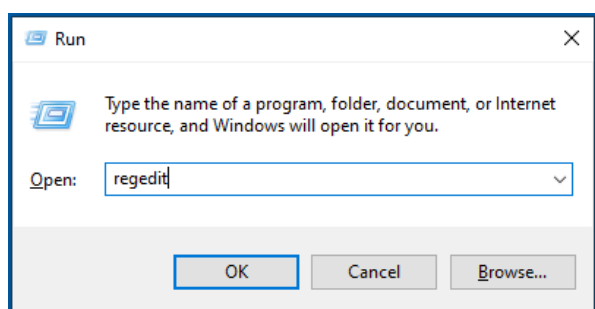 Run
Type the name of a program, folder, document, or Internet
resource, and Windows will open it for you.
Open: regedit
OK Cancel Browse...